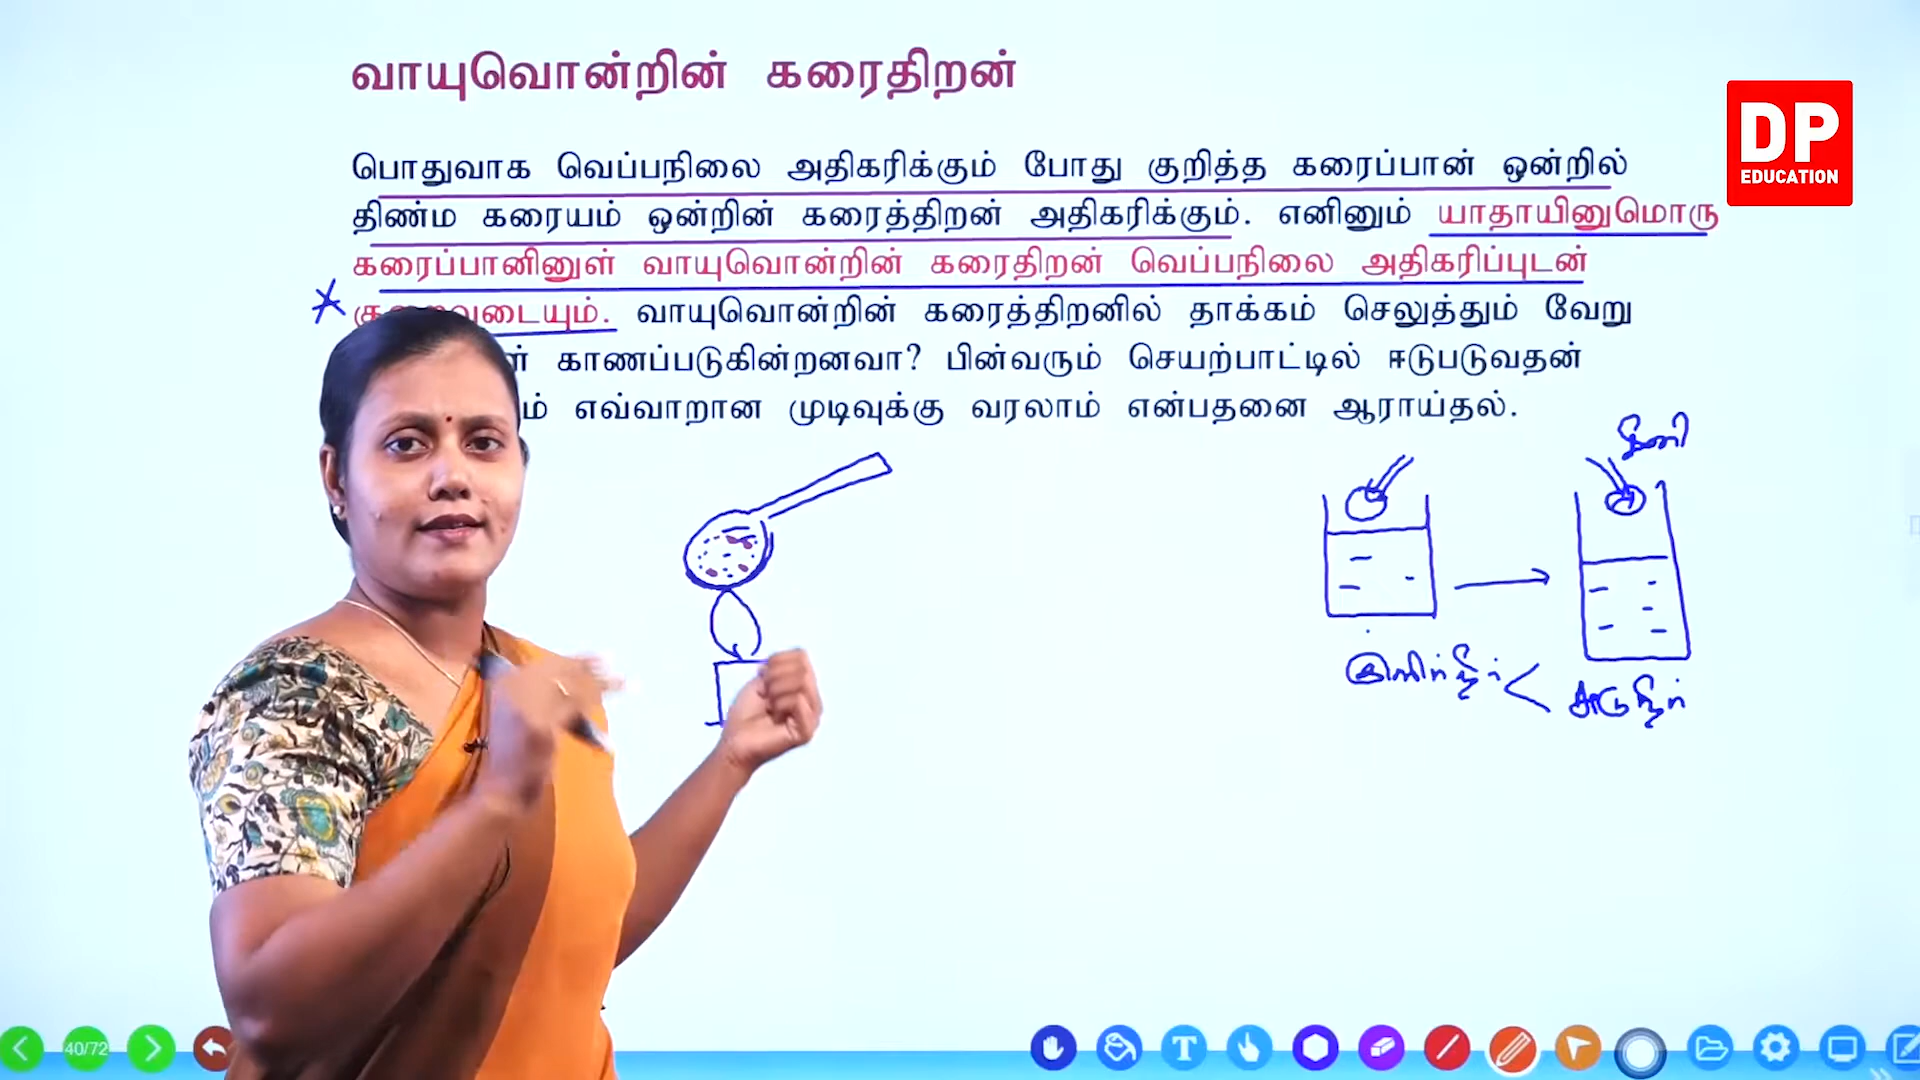 வாயுவொன்றின் கரைதிறன்
DP
EDUCATION
பொதுவாக வெப்பநிலை அதிகரிக்கும் போது குறித்த கரைப்பான் ஒன்றில்
திண்ம கரையம் ஒன்றின் கரைத்திறன் அதிகரிக்கும். எனினும் யாதாயினுமொரு
கரைப்பானினுள் வாயுவொன்றின் கரைதிறன் வெப்பநிலை அதிகரிப்புடன்
வாயுவொன்றின் கரைத்திறனில் தாக்கம் செலுத்தும் வேறு
காணப்படுகின்றனவா? பின்வரும் செயற்பாட்டில் ஈடுபடுவதன்
எவ்வாறான முடிவுக்கு வரலாம் என்பதனை ஆராய்தல்.
சீனி
குளிர்நீர்
சுடுநீர்
40/72